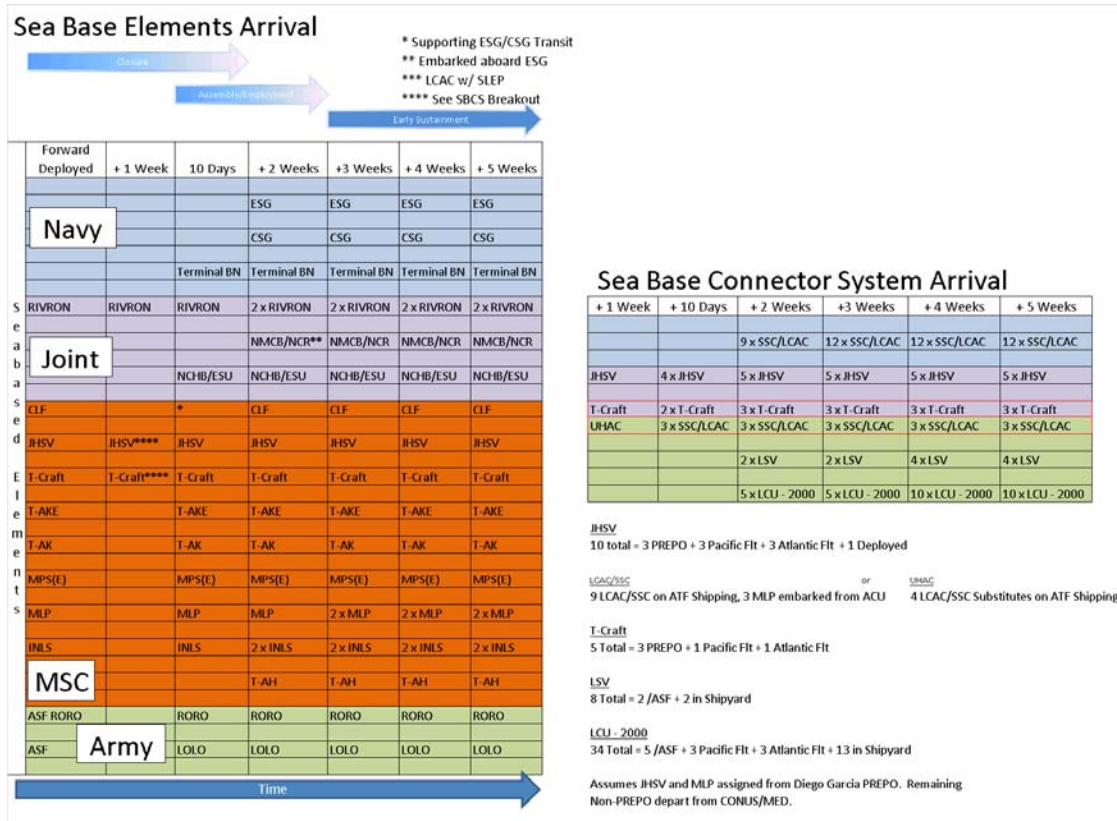 Sea Base Elements Arrival
* Supporting ESG/CSG Transit
** Embarked aboard ESG
*** LCAC w/ SLEP
**** See SBCS Breakout
Closure
Assemble/Employment
Early Sustainment
Forward Deployed + 1 Week 10 Days + 2 Weeks +3 Weeks + 4 Weeks + 5 Weeks
Seabased Elements
Navy
ESG ESG ESG ESG
CSG CSG CSG CSG
Terminal BN Terminal BN Terminal BN Terminal BN Terminal BN
Joint
RIVRON RIVRON RIVRON 2 x RIVRON 2 x RIVRON 2 x RIVRON 2 x RIVRON
NMCB/NCR** NMCB/NCR NMCB/NCR NMCB/NCR
NCHB/ESU NCHB/ESU NCHB/ESU NCHB/ESU NCHB/ESU
CLF * CLF CLF CLF CLF
JHSV JHSV**** JHSV JHSV JHSV JHSV JHSV
T-Craft T-Craft**** T-Craft T-Craft T-Craft T-Craft T-Craft
T-AKE T-AKE T-AKE T-AKE T-AKE T-AKE
T-AK T-AK T-AK T-AK T-AK T-AK
MPS(E) MPS(E) MPS(E) MPS(E) MPS(E) MPS(E)
MLP MLP MLP 2 x MLP 2 x MLP 2 x MLP
INLS INLS 2 x INLS 2 x INLS 2 x INLS 2 x INLS
MSC
T-AH T-AH T-AH T-AH
ASF RORO RORO RORO RORO RORO RORO
Army
ASF LOLO LOLO LOLO LOLO LOLO
Time
Sea Base Connector System Arrival
+ 1 Week + 10 Days + 2 Weeks +3 Weeks + 4 Weeks + 5 Weeks
9 x SSC/LCAC 12 x SSC/LCAC 12 x SSC/LCAC 12 x SSC/LCAC
JHSV 4 x JHSV 5 x JHSV 5 x JHSV 5 x JHSV 5 x JHSV
T-Craft 2 x T-Craft 3 x T-Craft 3 x T-Craft 3 x T-Craft 3 x T-Craft
UHAC 3 x SSC/LCAC 3 x SSC/LCAC 3 x SSC/LCAC 3 x SSC/LCAC 3 x SSC/LCAC
2 x LSV 2 x LSV 4 x LSV 4 x LSV
5 x LCU - 2000 5 x LCU - 2000 10 x LCU - 2000 10 x LCU - 2000
JHSV
10 total = 3 PREPO + 3 Pacific Flt + 3 Atlantic Flt + 1 Deployed
LCAC/SSC or UHAC
9 LCAC/SSC on ATF Shipping, 3 MLP embarked from ACU 4 LCAC/SSC Substitutes on ATF Shipping
T-Craft
5 Total = 3 PREPO + 1 Pacific Flt + 1 Atlantic Flt
LSV
8 Total = 2 /ASF + 2 in Shipyard
LCU - 2000
34 Total = 5 /ASF + 3 Pacific Flt + 3 Atlantic Flt + 13 in Shipyard
Assumes JHSV and MLP assigned from Diego Garcia PREPO. Remaining
Non-PREPO depart from CONUS/MED.